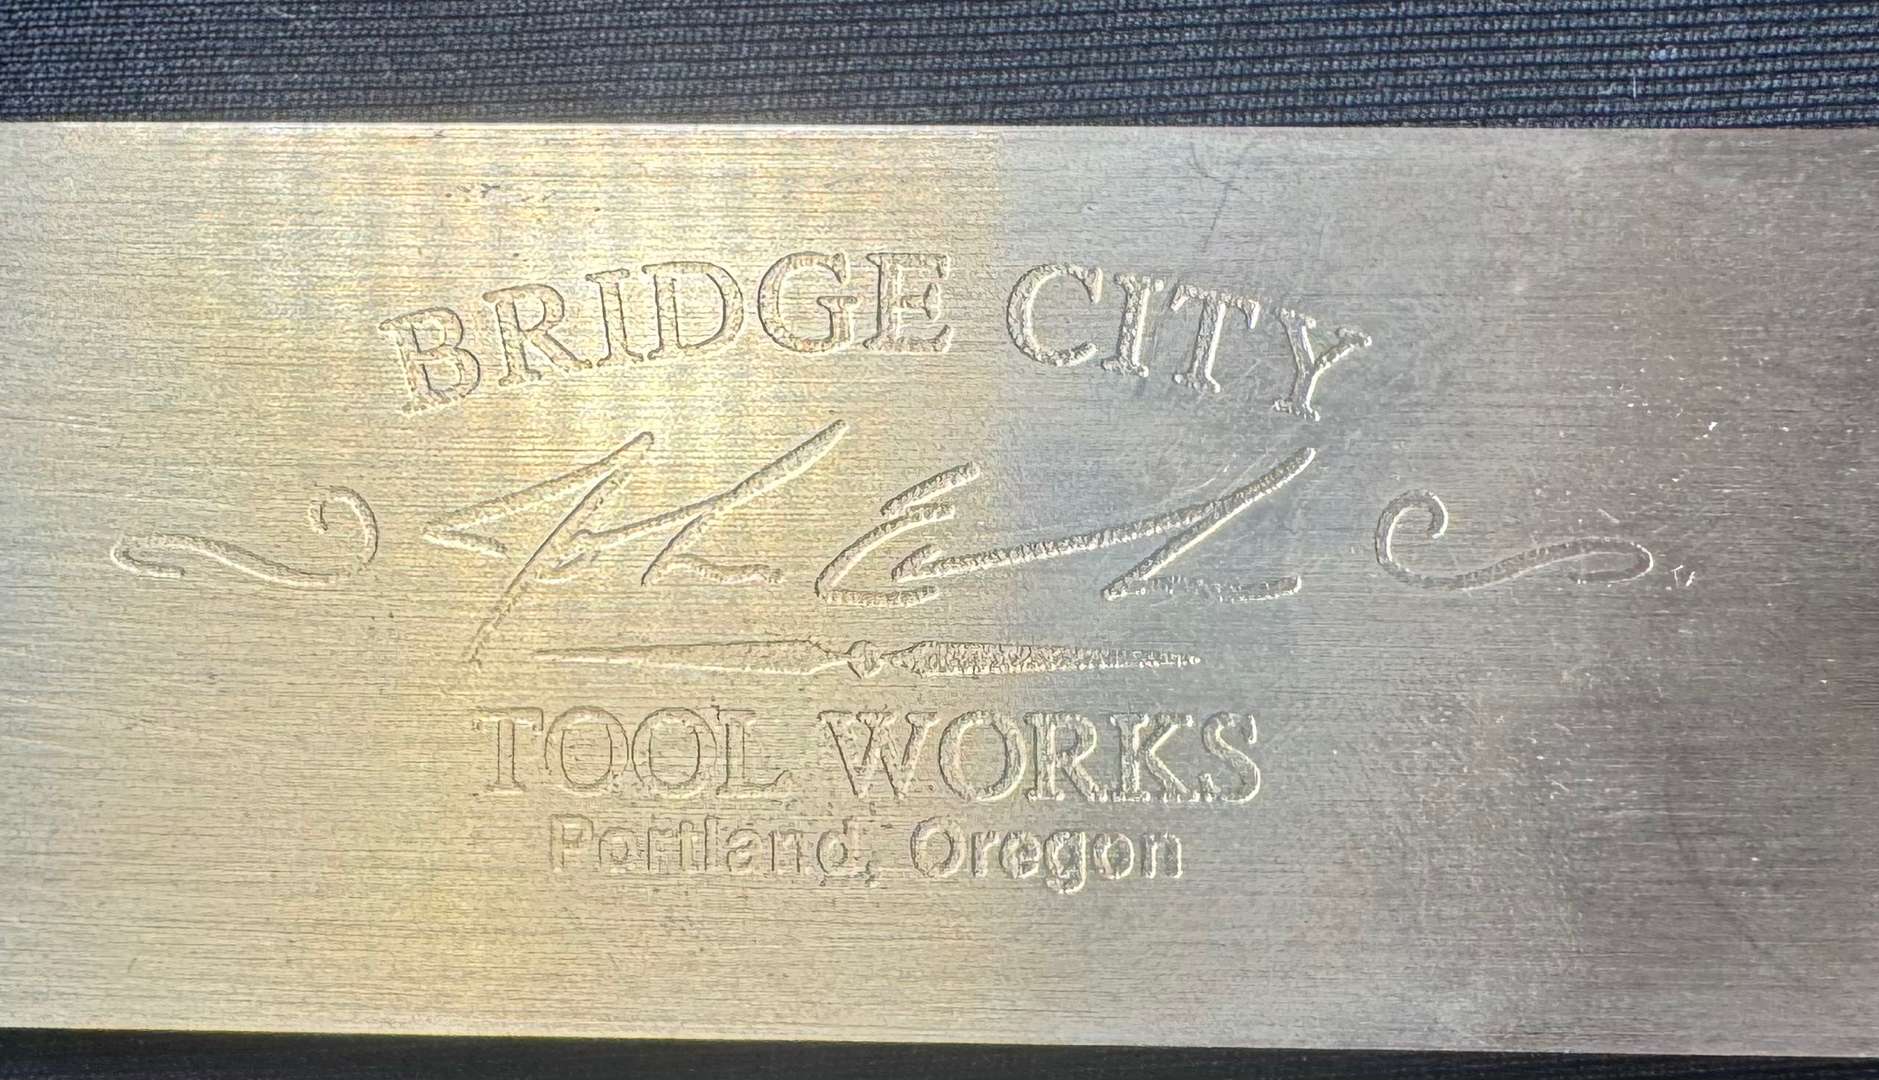 BRIDGE CITY
TOOL WORKS
Portland, Oregon